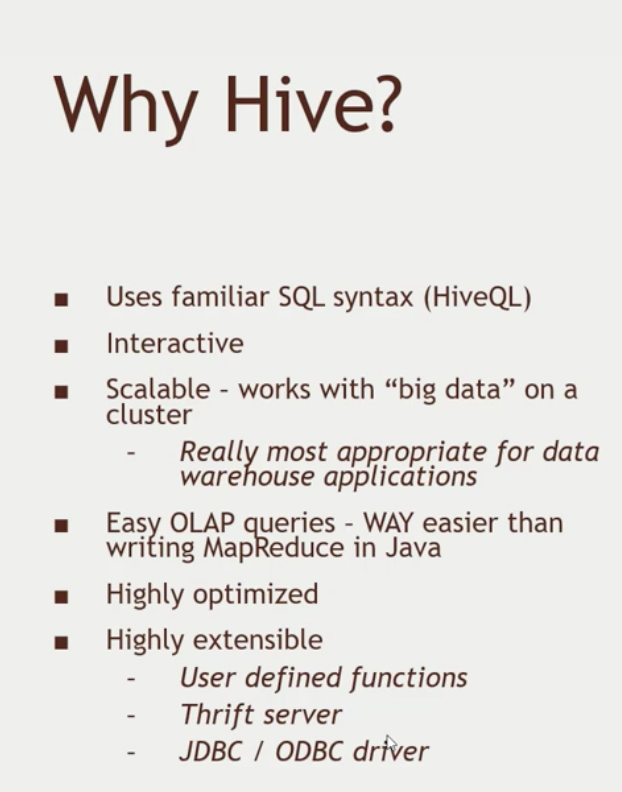 Why Hive?
■ Uses familiar SQL syntax (HiveQL)
■ Interactive
■ Scalable – works with “big data” on a
cluster
– Really most appropriate for data
warehouse applications
■ Easy OLAP queries – WAY easier than
writing MapReduce in Java
■ Highly optimized
■ Highly extensible
– User defined functions
– Thrift server
– JDBC / ODBC driver